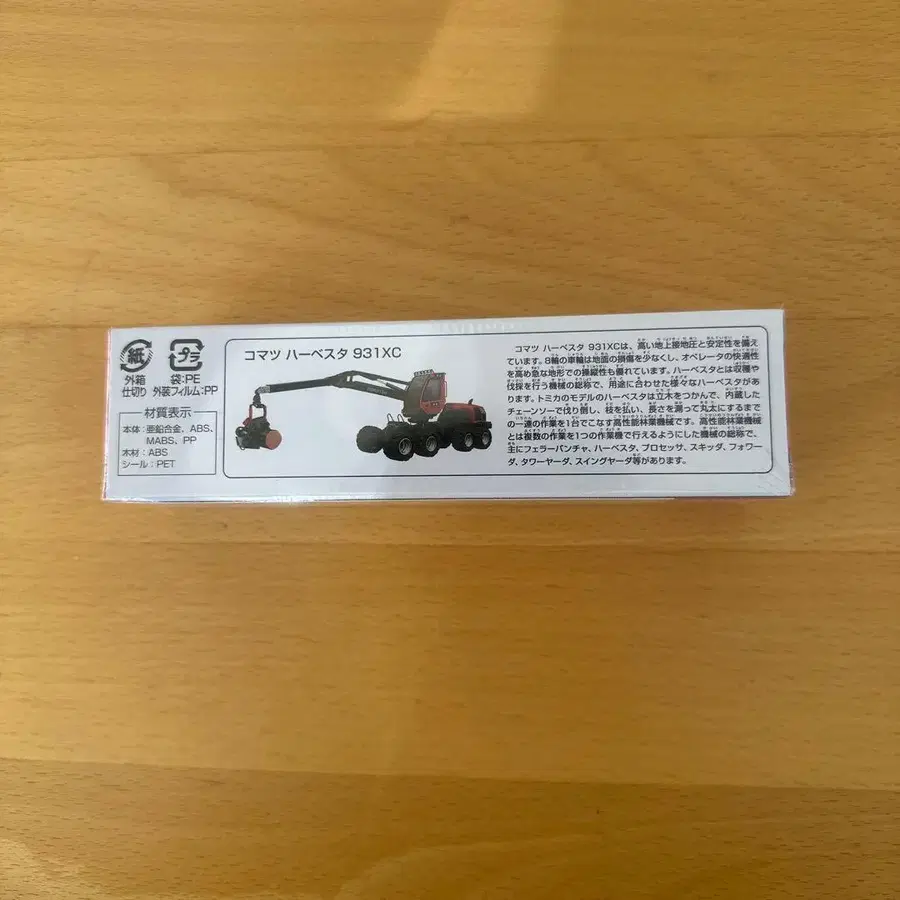 紙
外箱
仕切り
プラ
袋:PE
外装フィルム:PP
材質表示
本体:亜鉛合金、ABS、
MABS、PP
木材:ABS
シール:PET
コマツ ハーベスタ 931XC
コマツ ハーベスタ 931XCは、高い地上接地圧と安定性を備え
ています。8輪の車輪は地面の損傷を少なくし、オペレータの快適性
を高め急な地形での操縦性も優れています。ハーベスタとは収穫や
伐採を行う機械の総称で、用途に合わせた様々なハーベスタがあ
ります。トミカのモデルのハーベスタは立木をつかんで、内蔵した
チェーンソーで伐り倒し、枝を払い、長さを測って丸太にするまで
の一連の作業を1台でこなす高性能林業機械です。高性能林業機械
とは複数の作業を1つの作業機で行えるようにした機械の総称で、
主にフェラーバンチャ、ハーベスタ、プロセッサ、スキッダ、フォワー
ダ、タワーヤーダ、スイングヤーダ等があります。